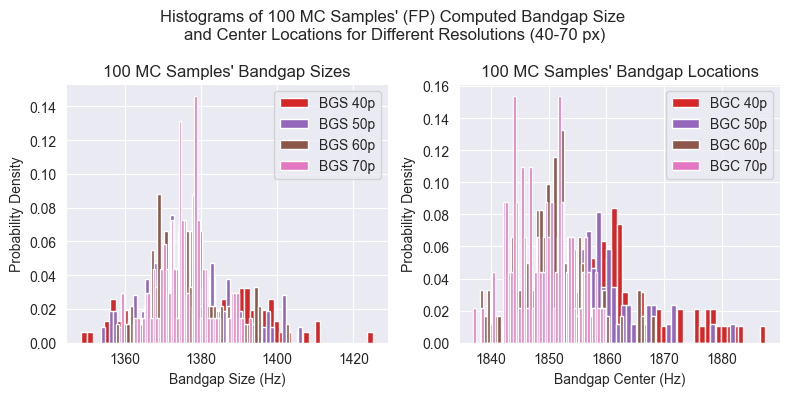 Histograms of 100 MC Samples' (FP) Computed Bandgap Size
and Center Locations for Different Resolutions (40-70 px)
100 MC Samples' Bandgap Sizes
BGS 40p
BGS 50p
BGS 60p
BGS 70p
Probability Density
0.14
0.12
0.10
0.08
0.06
0.04
0.02
0.00
1360 1380 1400 1420
Bandgap Size (Hz)
100 MC Samples' Bandgap Locations
BGC 40p
BGC 50p
BGC 60p
BGC 70p
Probability Density
0.16
0.14
0.12
0.10
0.08
0.06
0.04
0.02
0.00
1840 1850 1860 1870 1880
Bandgap Center (Hz)